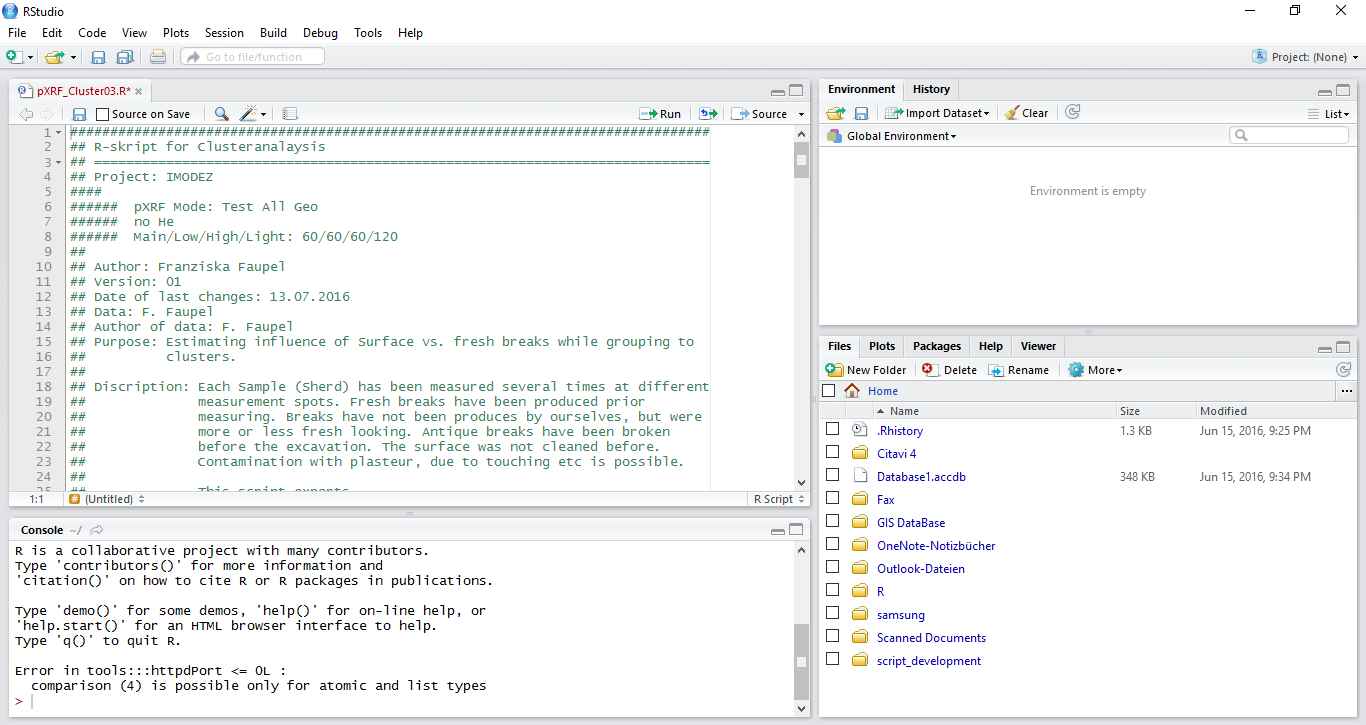 RStudio
File Edit Code View Plots Session Build Debug Tools Help
Go to file/function
Project: (None)
pXRF_Cluster03.R*
Source on Save
Run
Source
1 ################################################################################
2 ## R-skript for Clusteranalaysis
3 ## =============================================================================
4 ## Project: IMODEZ
5 ####
6 ###### pXRF Mode: Test All Geo
7 ###### no He
8 ###### Main/Low/High/Light: 60/60/60/120
9 ##
10 ## Author: Franziska Faupel
11 ## Version: 01
12 ## Date of last changes: 13.07.2016
13 ## Data: F. Faupel
14 ## Author of data: F. Faupel
15 ## Purpose: Estimating influence of Surface vs. fresh breaks while grouping to
16 ## clusters.
17 ##
18 ## Discription: Each Sample (Sherd) has been measured several times at different
19 ## measurement spots. Fresh breaks have been produced prior
20 ## measuring. Breaks have not been produces by ourselves, but were
21 ## more or less fresh looking. Antique breaks have been broken
22 ## before the excavation. The surface was not cleaned before.
23 ## Contamination with plasteur, due to touching etc is possible.
24 ##
25 ## This script exports
1:1 (Untitled) R Script
Console ~/
R is a collaborative project with many contributors.
Type 'contributors()' for more information and
'citation()' on how to cite R or R packages in publications.
Type 'demo()' for some demos, 'help()' for on-line help, or
'help.start()' for an HTML browser interface to help.
Type 'q()' to quit R.
Error in tools:::httpdPort <= 0L :
comparison (4) is possible only for atomic and list types
>
Environment History
Import Dataset Clear List
Global Environment
Environment is empty
Files Plots Packages Help Viewer
New Folder Delete Rename More
Home ...
Name Size Modified
.Rhistory 1.3 KB Jun 15, 2016, 9:25 PM
Citavi 4
Database1.accdb 348 KB Jun 15, 2016, 9:34 PM
Fax
GIS DataBase
OneNote-Notizbücher
Outlook-Dateien
R
samsung
Scanned Documents
script_development